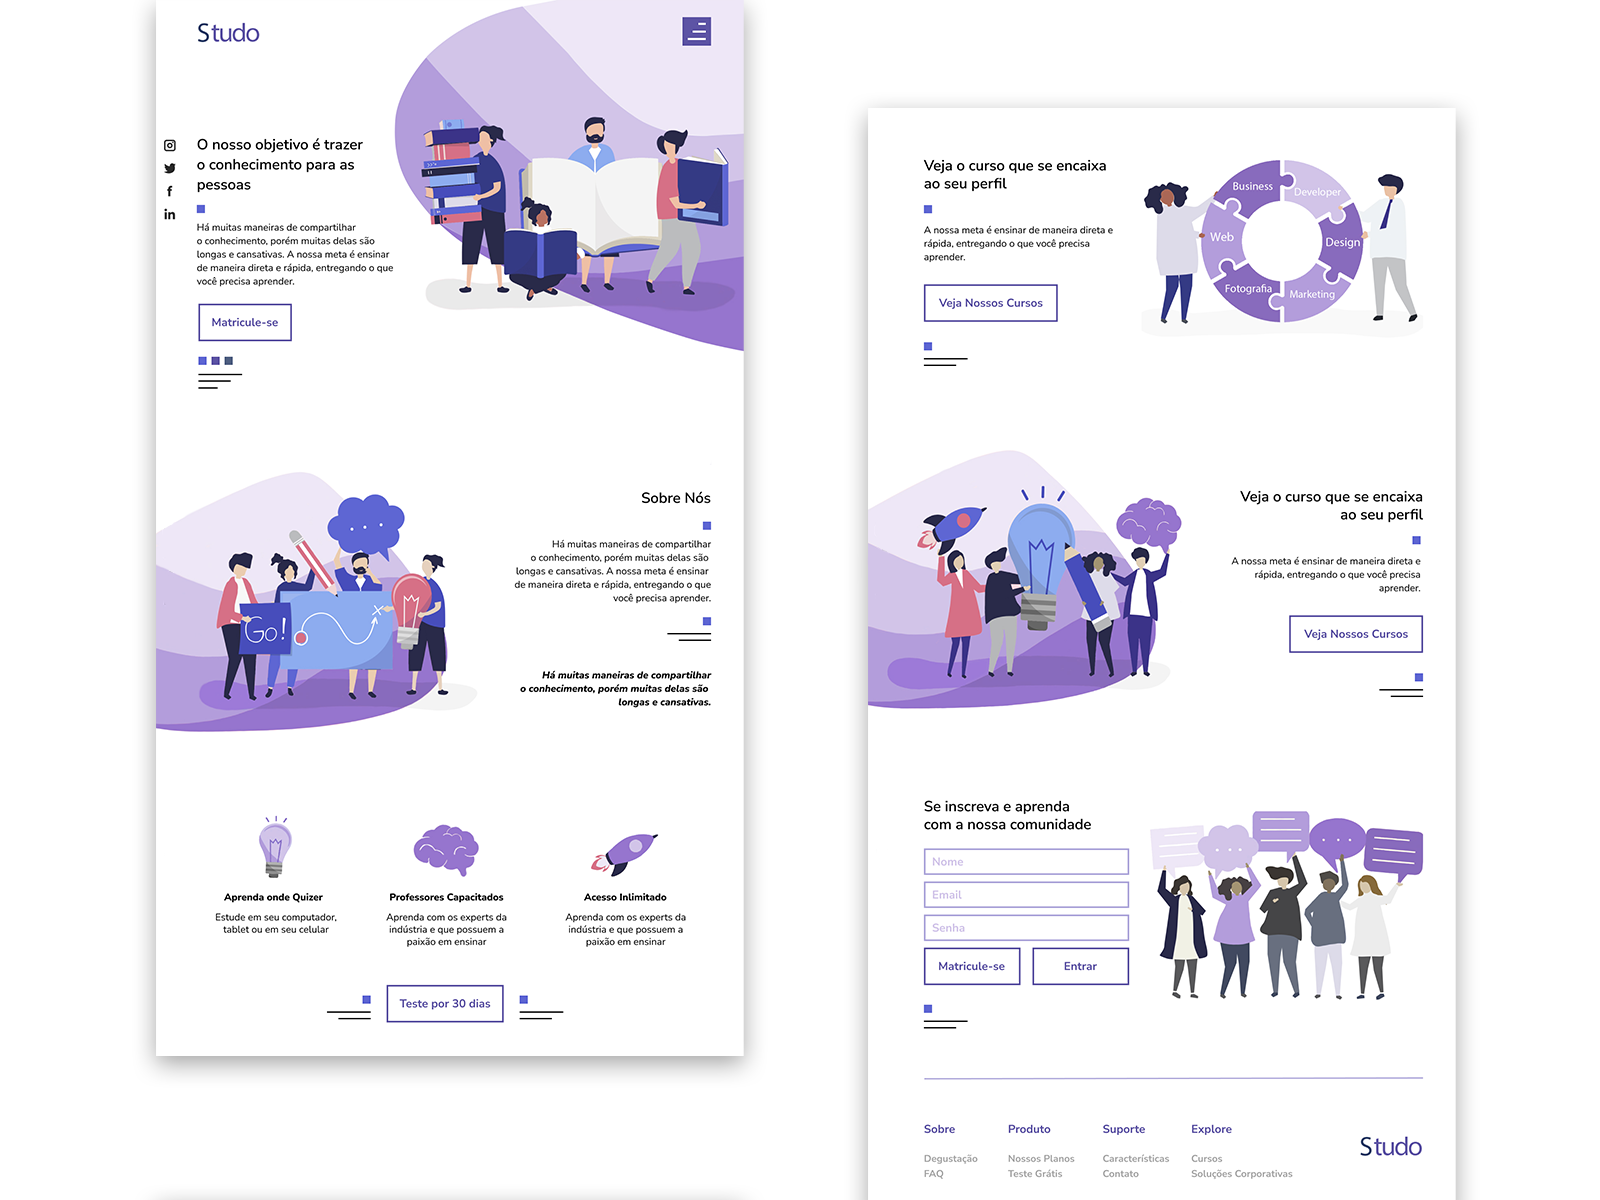 Studo
O nosso objetivo é trazer
o conhecimento para as
pessoas
Há muitas maneiras de compartilhar
o conhecimento, porém muitas delas são
longas e cansativas. A nossa meta é ensinar
de maneira direta e rápida, entregando o que
você precisa aprender.
Matricule-se
Go!
Sobre Nós
Há muitas maneiras de compartilhar
o conhecimento, porém muitas delas são
longas e cansativas. A nossa meta é ensinar
de maneira direta e rápida, entregando o que
você precisa aprender.
Há muitas maneiras de compartilhar
o conhecimento, porém muitas delas são
longas e cansativas.
Aprenda onde Quizer
Estude em seu computador,
tablet ou em seu celular
Professores Capacitados
Aprenda com os experts da
indústria e que possuem a
paixão em ensinar
Acesso Inlimitado
Aprenda com os experts da
indústria e que possuem a
paixão em ensinar
Teste por 30 dias
Veja o curso que se encaixa
ao seu perfil
A nossa meta é ensinar de maneira direta e
rápida, entregando o que você precisa
aprender.
Veja Nossos Cursos
Business
Developer
Web
Design
Fotografia
Marketing
Veja o curso que se encaixa
ao seu perfil
A nossa meta é ensinar de maneira direta e
rápida, entregando o que você precisa
aprender.
Veja Nossos Cursos
Se inscreva e aprenda
com a nossa comunidade
Nome
Email
Senha
Matricule-se
Entrar
Sobre
Degustação
FAQ
Produto
Nossos Planos
Teste Grátis
Suporte
Características
Contato
Explore
Cursos
Soluções Corporativas
Studo